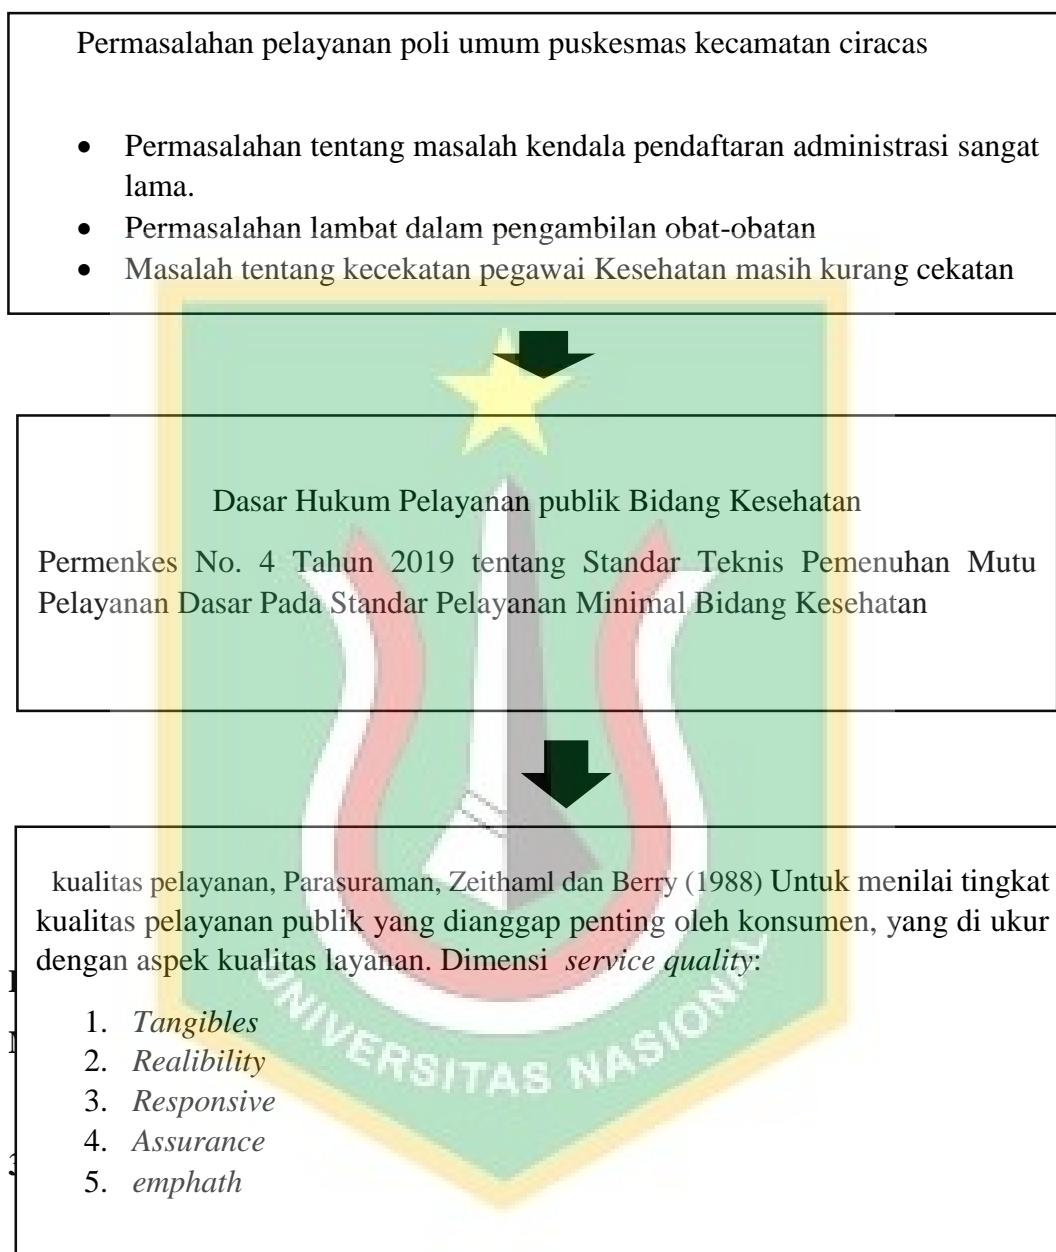 Permasalahan pelayanan poli umum puskesmas kecamatan ciracas
• Permasalahan tentang masalah kendala pendaftaran administrasi sangat
lama.
• Permasalahan lambat dalam pengambilan obat-obatan
• Masalah tentang kecekatan pegawai Kesehatan masih kurang cekatan
Dasar Hukum Pelayanan publik Bidang Kesehatan
Permenkes No. 4 Tahun 2019 tentang Standar Teknis Pemenuhan Mutu
Pelayanan Dasar Pada Standar Pelayanan Minimal Bidang Kesehatan
kualitas pelayanan, Parasuraman, Zeithaml dan Berry (1988) Untuk menilai tingkat
kualitas pelayanan publik yang dianggap penting oleh konsumen, yang di ukur
dengan aspek kualitas layanan. Dimensi service quality:
1. Tangibles
2. Realibility
3. Responsive
4. Assurance
5. emphath
UNIVERSITAS NASIONAL